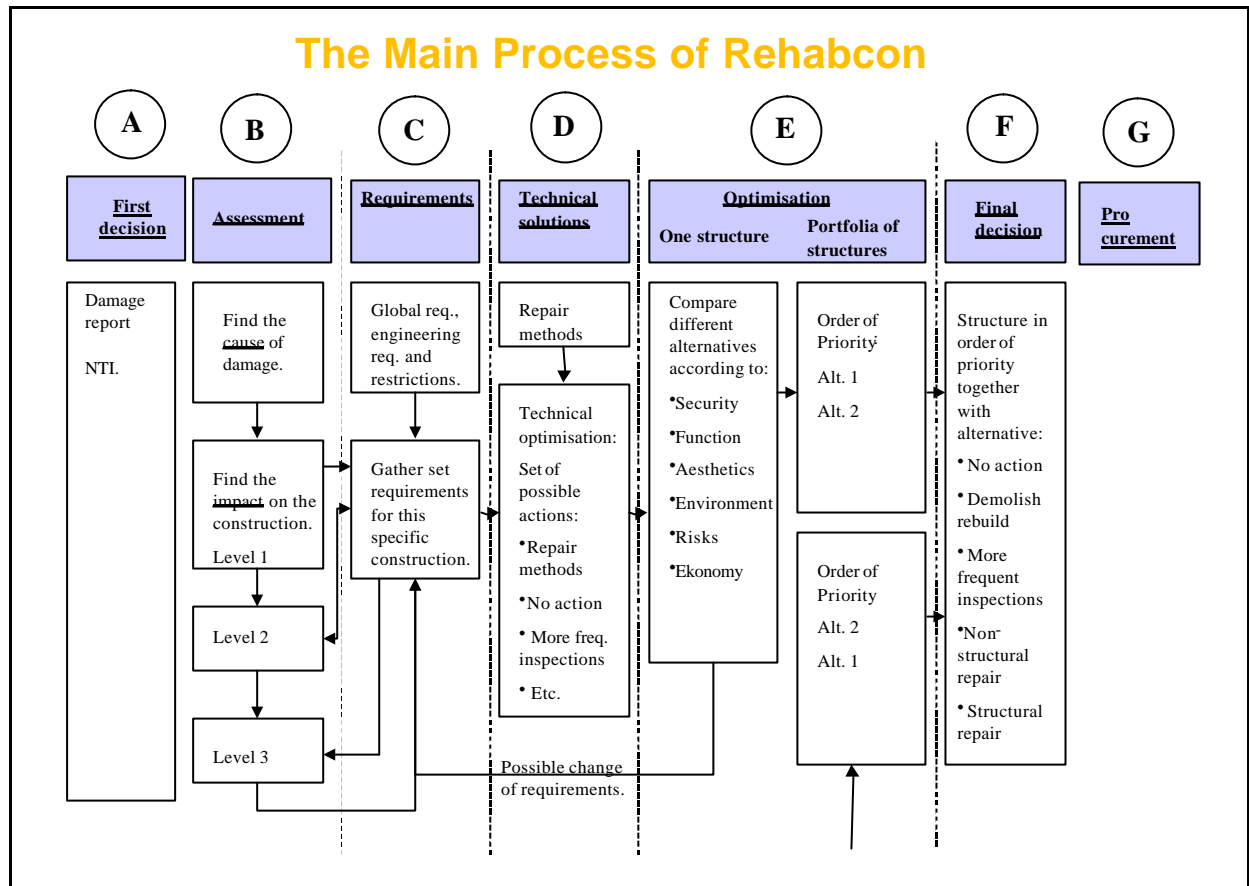 The Main Process of Rehabcon
A
B
C
D
E
F
G
First
decision
Assessment
Requirements
Technical
solutions
Optimisation
One structure
Portfolia of
structures
Final
decision
Pro
curement
Damage
report
NTI.
Find the
cause of
damage.
Find the
impact on the
construction.
Level 1
Level 2
Level 3
Global req.,
engineering
req. and
restrictions.
Gather set
requirements
for this
specific
construction.
Repair
methods
Technical
optimisation:
Set of
possible
actions:
•Repair
methods
•No action
• More freq.
inspections
• Etc.
Possible change
of requirements.
Compare
different
alternatives
according to:
•Security
•Function
•Aesthetics
•Environment
•Risks
•Ekonomy
Order of
Priority:
Alt. 1
Alt. 2
Order of
Priority
Alt. 2
Alt. 1
Structure in
order of
priority
together
with
alternative:
• No action
• Demolish
rebuild
• More
frequent
inspections
•Non-
structural
repair
• Structural
repair